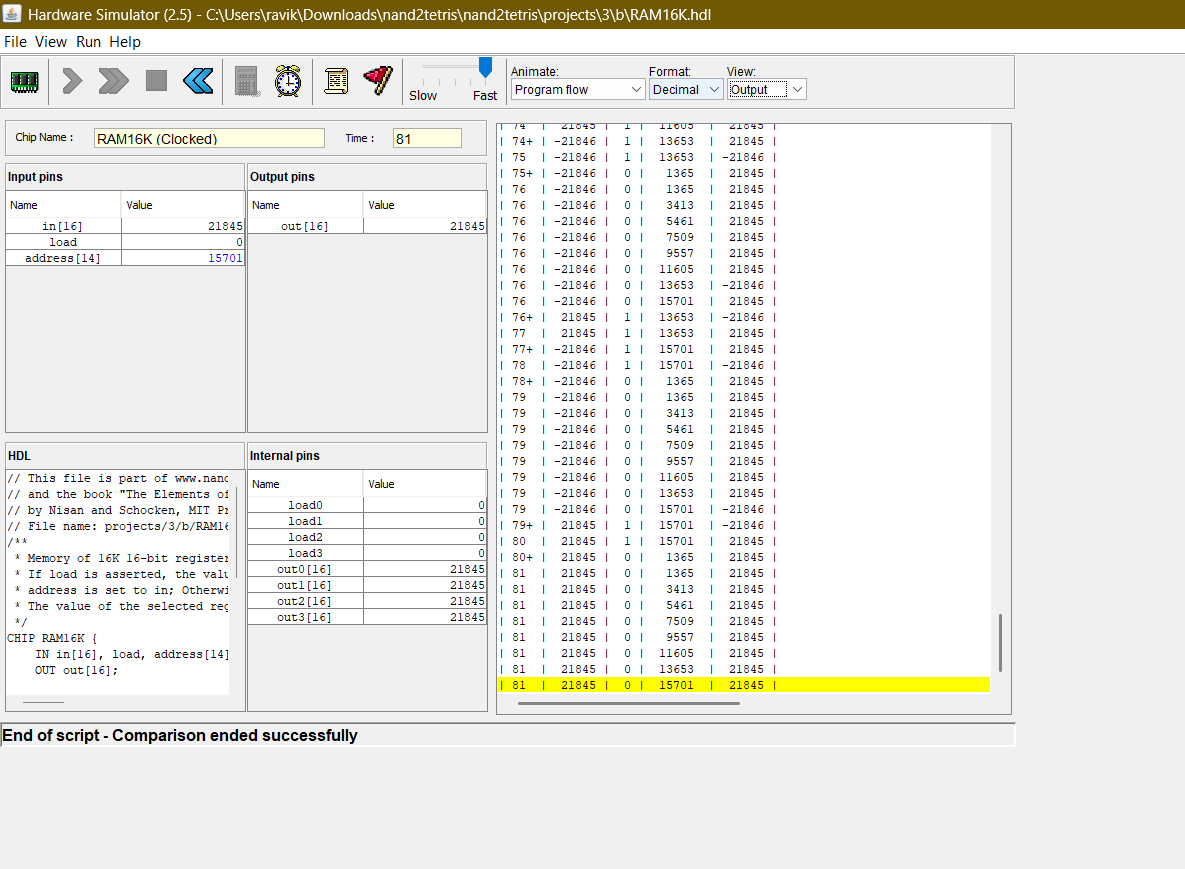 Hardware Simulator (2.5) - C:\Users\ravik\Downloads\nand2tetris\nand2tetris\projects\3\b\RAM16K.hdl
File View Run Help
Animate: Format: View:
Program flow Decimal Output
Slow Fast
Chip Name : RAM16K (Clocked) Time : 81
Input pins
Name Value
in[16] 21845
load 0
address[14] 15701
Output pins
Name Value
out[16] 21845
HDL
// This file is part of www.nand
// and the book "The Elements of
// by Nisan and Schocken, MIT Pr
// File name: projects/3/b/RAM16
/**
* Memory of 16K 16-bit register
* If load is asserted, the valu
* address is set to in; Otherwi
* The value of the selected reg
*/
CHIP RAM16K {
IN in[16], load, address[14]
OUT out[16];
Internal pins
Name Value
load0 0
load1 0
load2 0
load3 0
out0[16] 21845
out1[16] 21845
out2[16] 21845
out3[16] 21845
| 74 | 21845 | 1 | 11605 | 21845 |
| 74+ | -21846 | 1 | 13653 | 21845 |
| 75 | -21846 | 1 | 13653 | -21846 |
| 75+ | -21846 | 0 | 1365 | 21845 |
| 76 | -21846 | 0 | 1365 | 21845 |
| 76 | -21846 | 0 | 3413 | 21845 |
| 76 | -21846 | 0 | 5461 | 21845 |
| 76 | -21846 | 0 | 7509 | 21845 |
| 76 | -21846 | 0 | 9557 | 21845 |
| 76 | -21846 | 0 | 11605 | 21845 |
| 76 | -21846 | 0 | 13653 | -21846 |
| 76 | -21846 | 0 | 15701 | 21845 |
| 76+ | 21845 | 1 | 13653 | -21846 |
| 77 | 21845 | 1 | 13653 | 21845 |
| 77+ | -21846 | 1 | 15701 | 21845 |
| 78 | -21846 | 1 | 15701 | -21846 |
| 78+ | -21846 | 0 | 1365 | 21845 |
| 79 | -21846 | 0 | 1365 | 21845 |
| 79 | -21846 | 0 | 3413 | 21845 |
| 79 | -21846 | 0 | 5461 | 21845 |
| 79 | -21846 | 0 | 7509 | 21845 |
| 79 | -21846 | 0 | 9557 | 21845 |
| 79 | -21846 | 0 | 11605 | 21845 |
| 79 | -21846 | 0 | 13653 | 21845 |
| 79 | -21846 | 0 | 15701 | -21846 |
| 79+ | 21845 | 1 | 15701 | -21846 |
| 80 | 21845 | 1 | 15701 | 21845 |
| 80+ | 21845 | 0 | 1365 | 21845 |
| 81 | 21845 | 0 | 1365 | 21845 |
| 81 | 21845 | 0 | 3413 | 21845 |
| 81 | 21845 | 0 | 5461 | 21845 |
| 81 | 21845 | 0 | 7509 | 21845 |
| 81 | 21845 | 0 | 9557 | 21845 |
| 81 | 21845 | 0 | 11605 | 21845 |
| 81 | 21845 | 0 | 13653 | 21845 |
| 81 | 21845 | 0 | 15701 | 21845 |
End of script - Comparison ended successfully